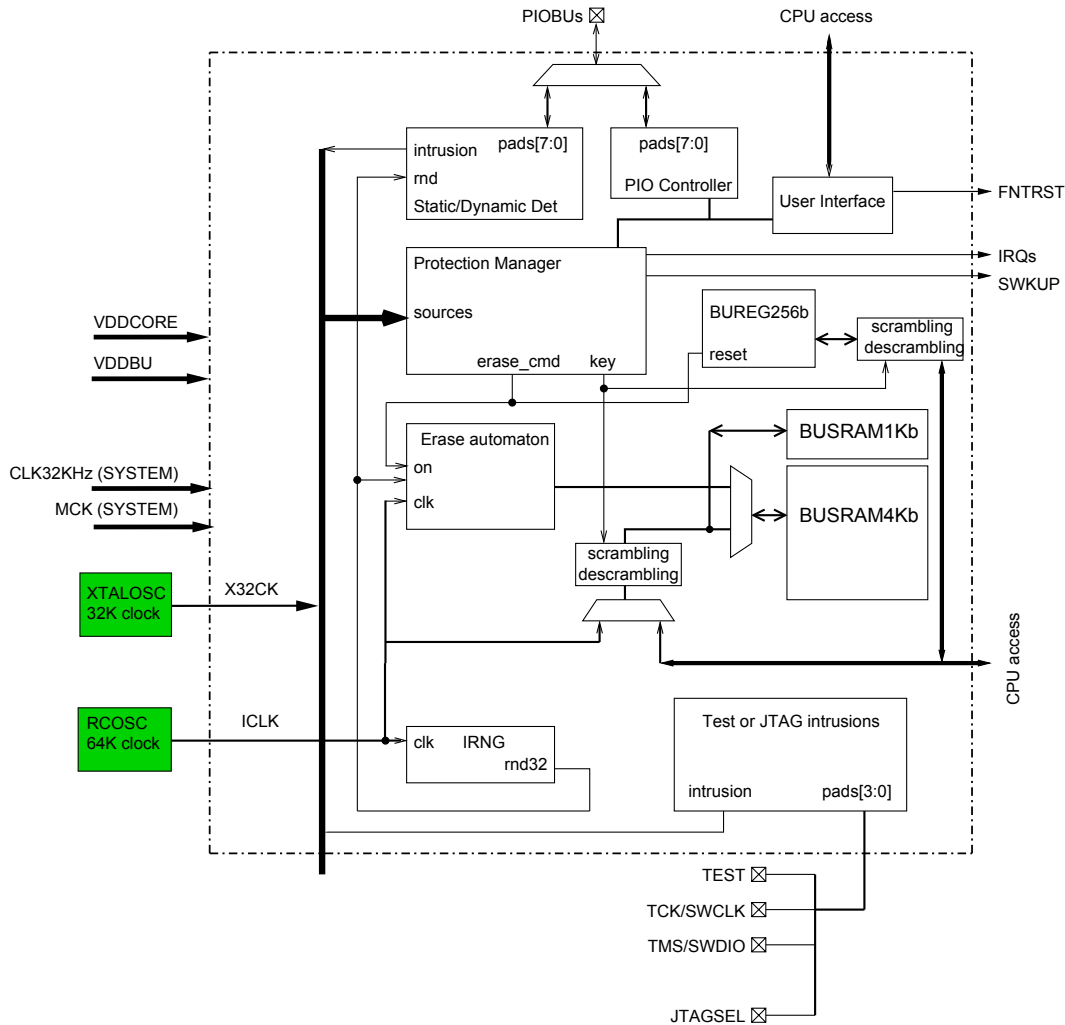 PIOBUs
CPU access
intrusion
pads[7:0]
rnd
Static/Dynamic Det
pads[7:0]
PIO Controller
User Interface
FNTRST
Protection Manager
IRQs
SWKUP
sources
erase_cmd
key
BUREG256b
reset
scrambling
descrambling
VDDCORE
VDDBU
Erase automaton
on
clk
BUSRAM1Kb
BUSRAM4Kb
CLK32KHz (SYSTEM)
MCK (SYSTEM)
scrambling
descrambling
XTALOSC
32K clock
X32CK
CPU access
RCOSC
64K clock
ICLK
clk
IRNG
rnd32
Test or JTAG intrusions
intrusion
pads[3:0]
TEST
TCK/SWCLK
TMS/SWDIO
JTAGSEL